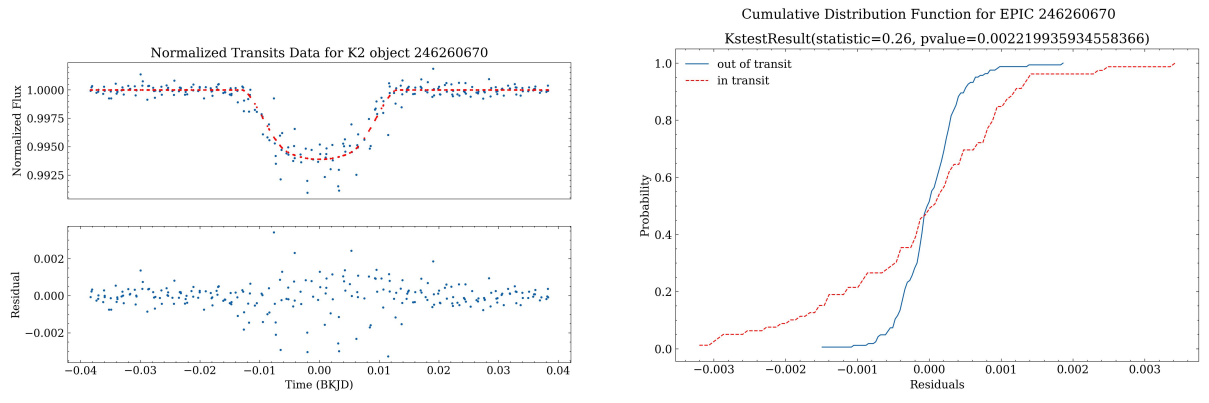 Normalized Transits Data for K2 object 246260670
Normalized Flux
1.0000
0.9975
0.9950
0.9925
Residual
0.002
0.000
−0.002
−0.04
−0.03
−0.02
−0.01
0.00
0.01
0.02
0.03
0.04
Time (BKJD)
Cumulative Distribution Function for EPIC 246260670
KstestResult(statistic=0.26, pvalue=0.002219935934558366)
out of transit
in transit
Probability
1.0
0.8
0.6
0.4
0.2
0.0
−0.003
−0.002
−0.001
0.000
0.001
0.002
0.003
Residuals